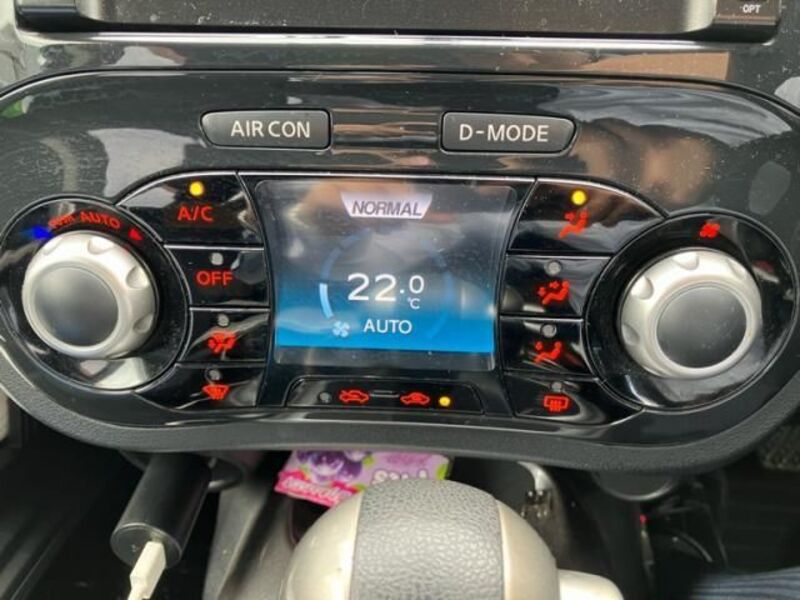 OPT
AIR CON
D-MODE
NORMAL
AUTO
A/C
OFF
22.0
°C
AUTO